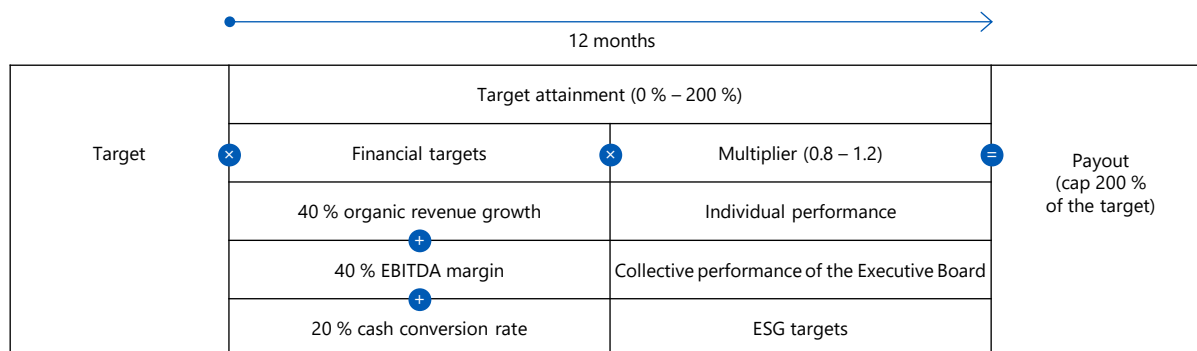 12 months
Target attainment (0 % – 200 %)
Target
×
Financial targets
×
Multiplier (0.8 – 1.2)
=
Payout
(cap 200 %
of the target)
40 % organic revenue growth
Individual performance
+
40 % EBITDA margin
Collective performance of the Executive Board
+
20 % cash conversion rate
ESG targets